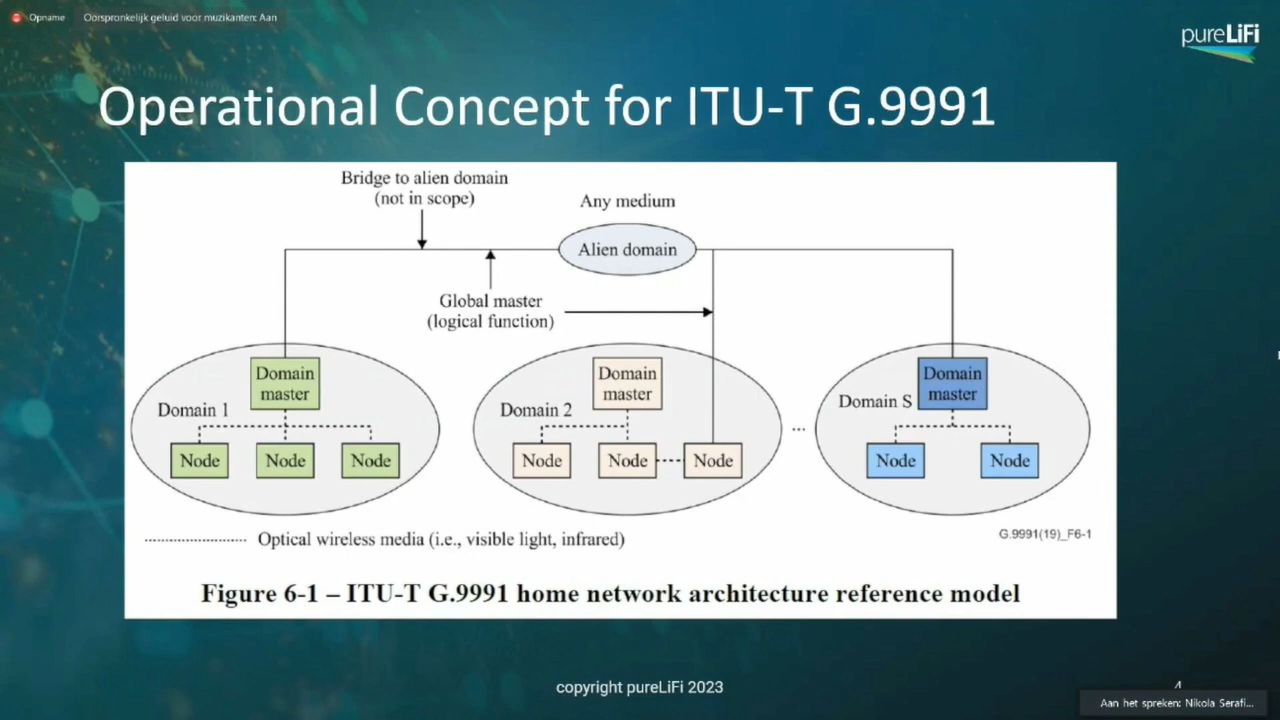 Opname
Oorspronkelijk geluid voor muzikanten: Aan
pureLiFi
Operational Concept for ITU-T G.9991
Bridge to alien domain
(not in scope)
Any medium
Alien domain
Global master
(logical function)
Domain
master
Domain 1
Node
Node
Node
Domain
master
Domain 2
Node
Node
Node
...
Domain
master
Domain S
Node
Node
Optical wireless media (i.e., visible light, infrared)
G.9991(19)_F6-1
Figure 6-1 – ITU-T G.9991 home network architecture reference model
copyright pureLiFi 2023
4
Aan het spreken: Nikola Serafi...